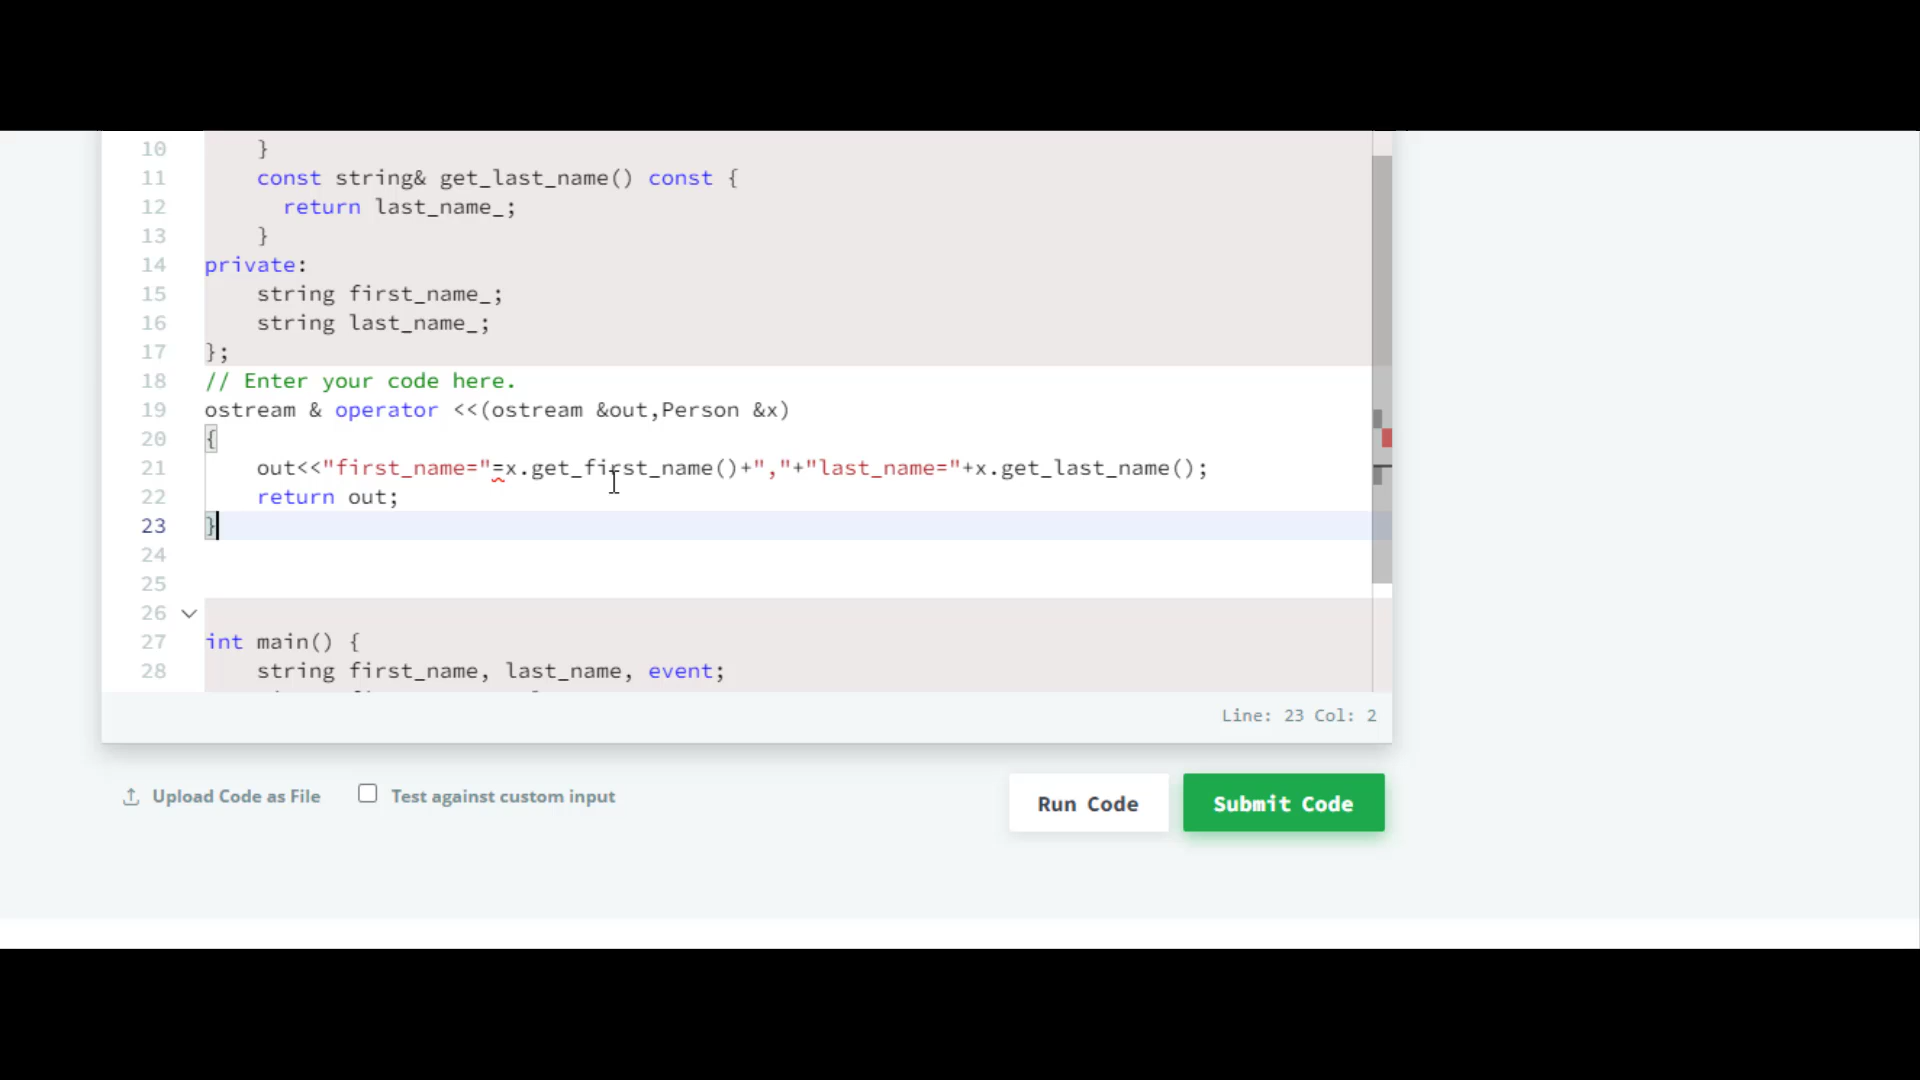 10 }
11 const string& get_last_name() const {
12 return last_name_;
13 }
14 private:
15 string first_name_;
16 string last_name_;
17 };
18 // Enter your code here.
19 ostream & operator <<(ostream &out,Person &x)
20 {
21 out<<"first_name="=x.get_first_name()+","+"last_name="+x.get_last_name();
22 return out;
23 }
24
25
26
27 int main() {
28 string first_name, last_name, event;
Line: 23 Col: 2
Upload Code as File Test against custom input Run Code Submit Code